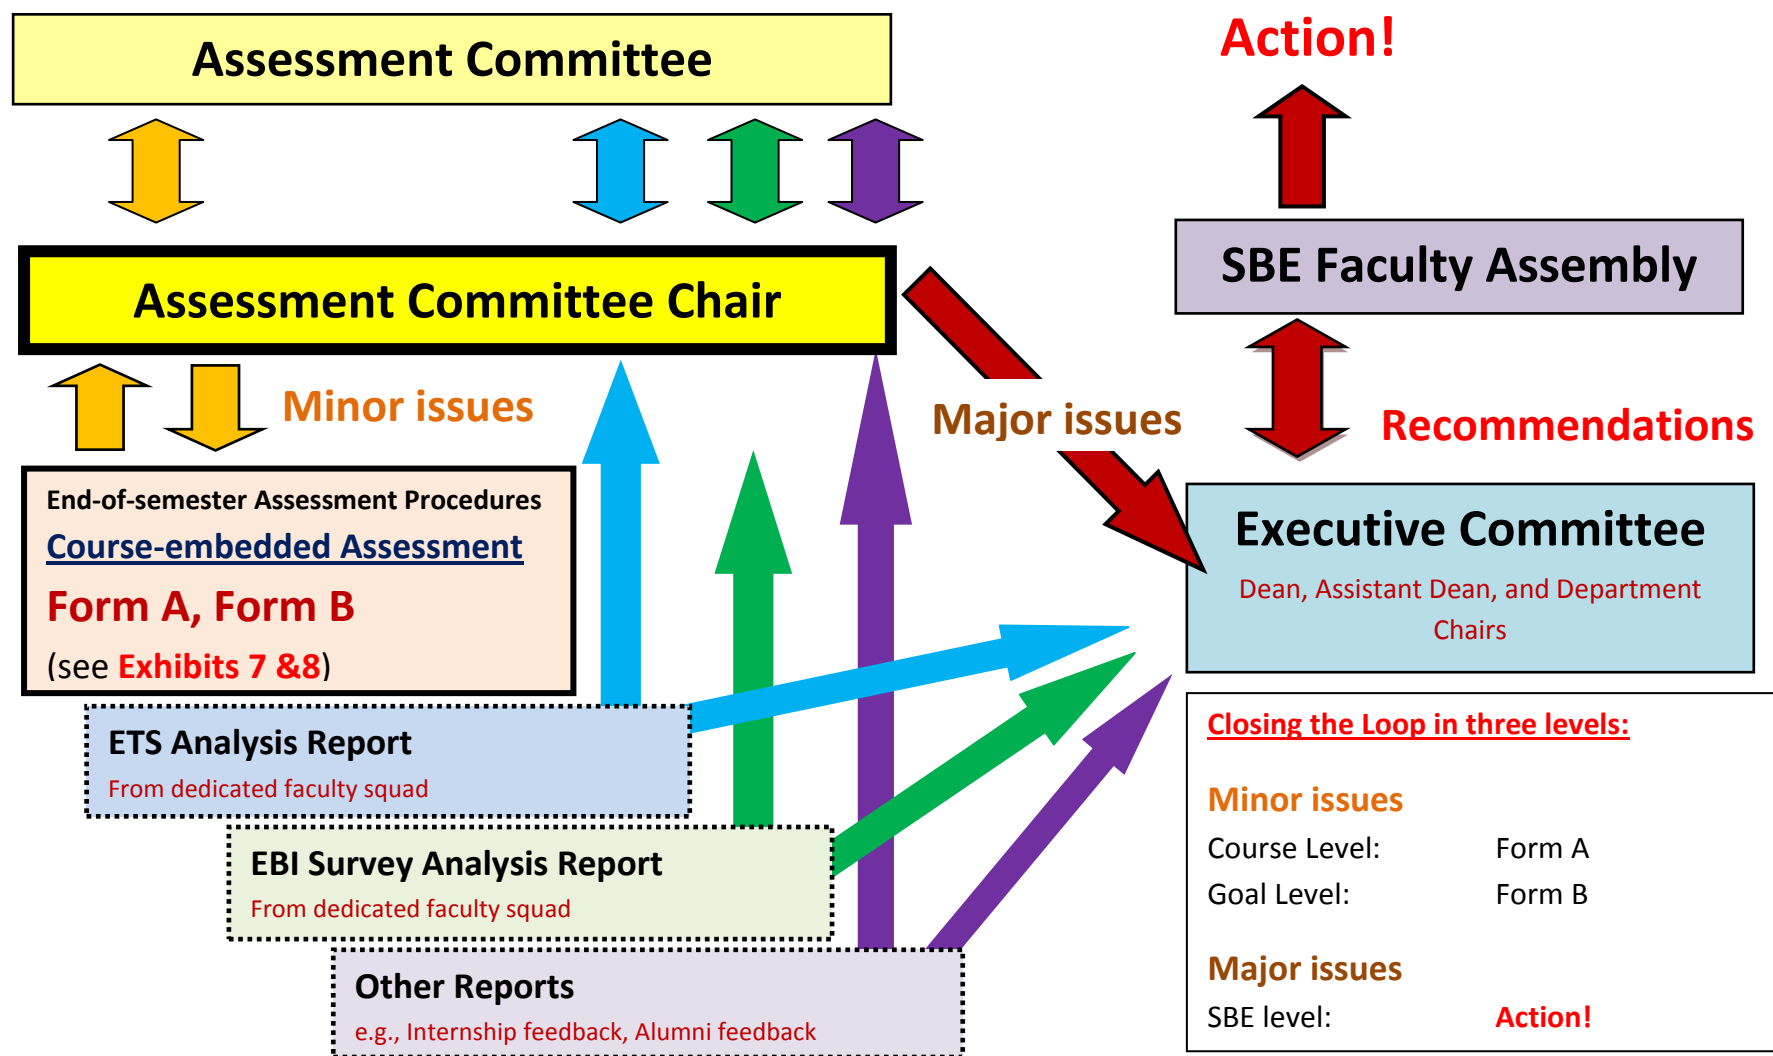 Assessment Committee
Action!
Assessment Committee Chair
SBE Faculty Assembly
Minor issues
Major issues
Recommendations
End-of-semester Assessment Procedures
Course-embedded Assessment
Form A, Form B
(see Exhibits 7 &8)
Executive Committee
Dean, Assistant Dean, and Department
Chairs
ETS Analysis Report
From dedicated faculty squad
EBI Survey Analysis Report
From dedicated faculty squad
Other Reports
e.g., Internship feedback, Alumni feedback
Closing the Loop in three levels:
Minor issues
Course Level: Form A
Goal Level: Form B
Major issues
SBE level: Action!